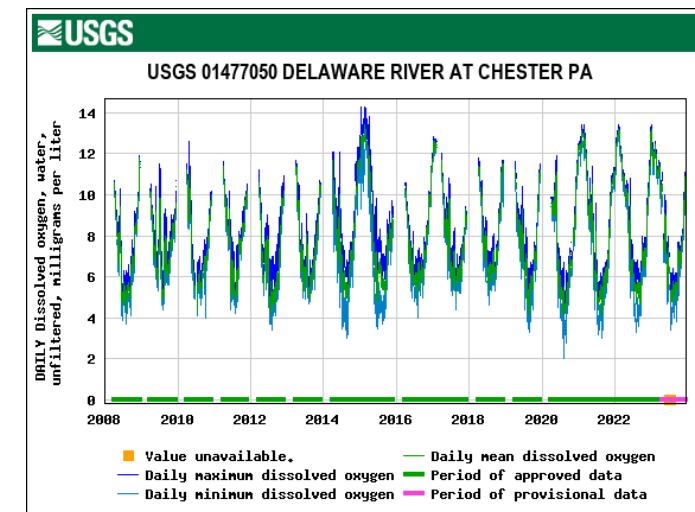 USGS
USGS 01477050 DELAWARE RIVER AT CHESTER PA
DAILY Dissolved oxygen, water,
unfiltered, milligrams per liter
14
12
10
8
6
4
2
0
2008 2010 2012 2014 2016 2018 2020 2022
Value unavailable.
Daily mean dissolved oxygen
Daily maximum dissolved oxygen
Period of approved data
Daily minimum dissolved oxygen
Period of provisional data